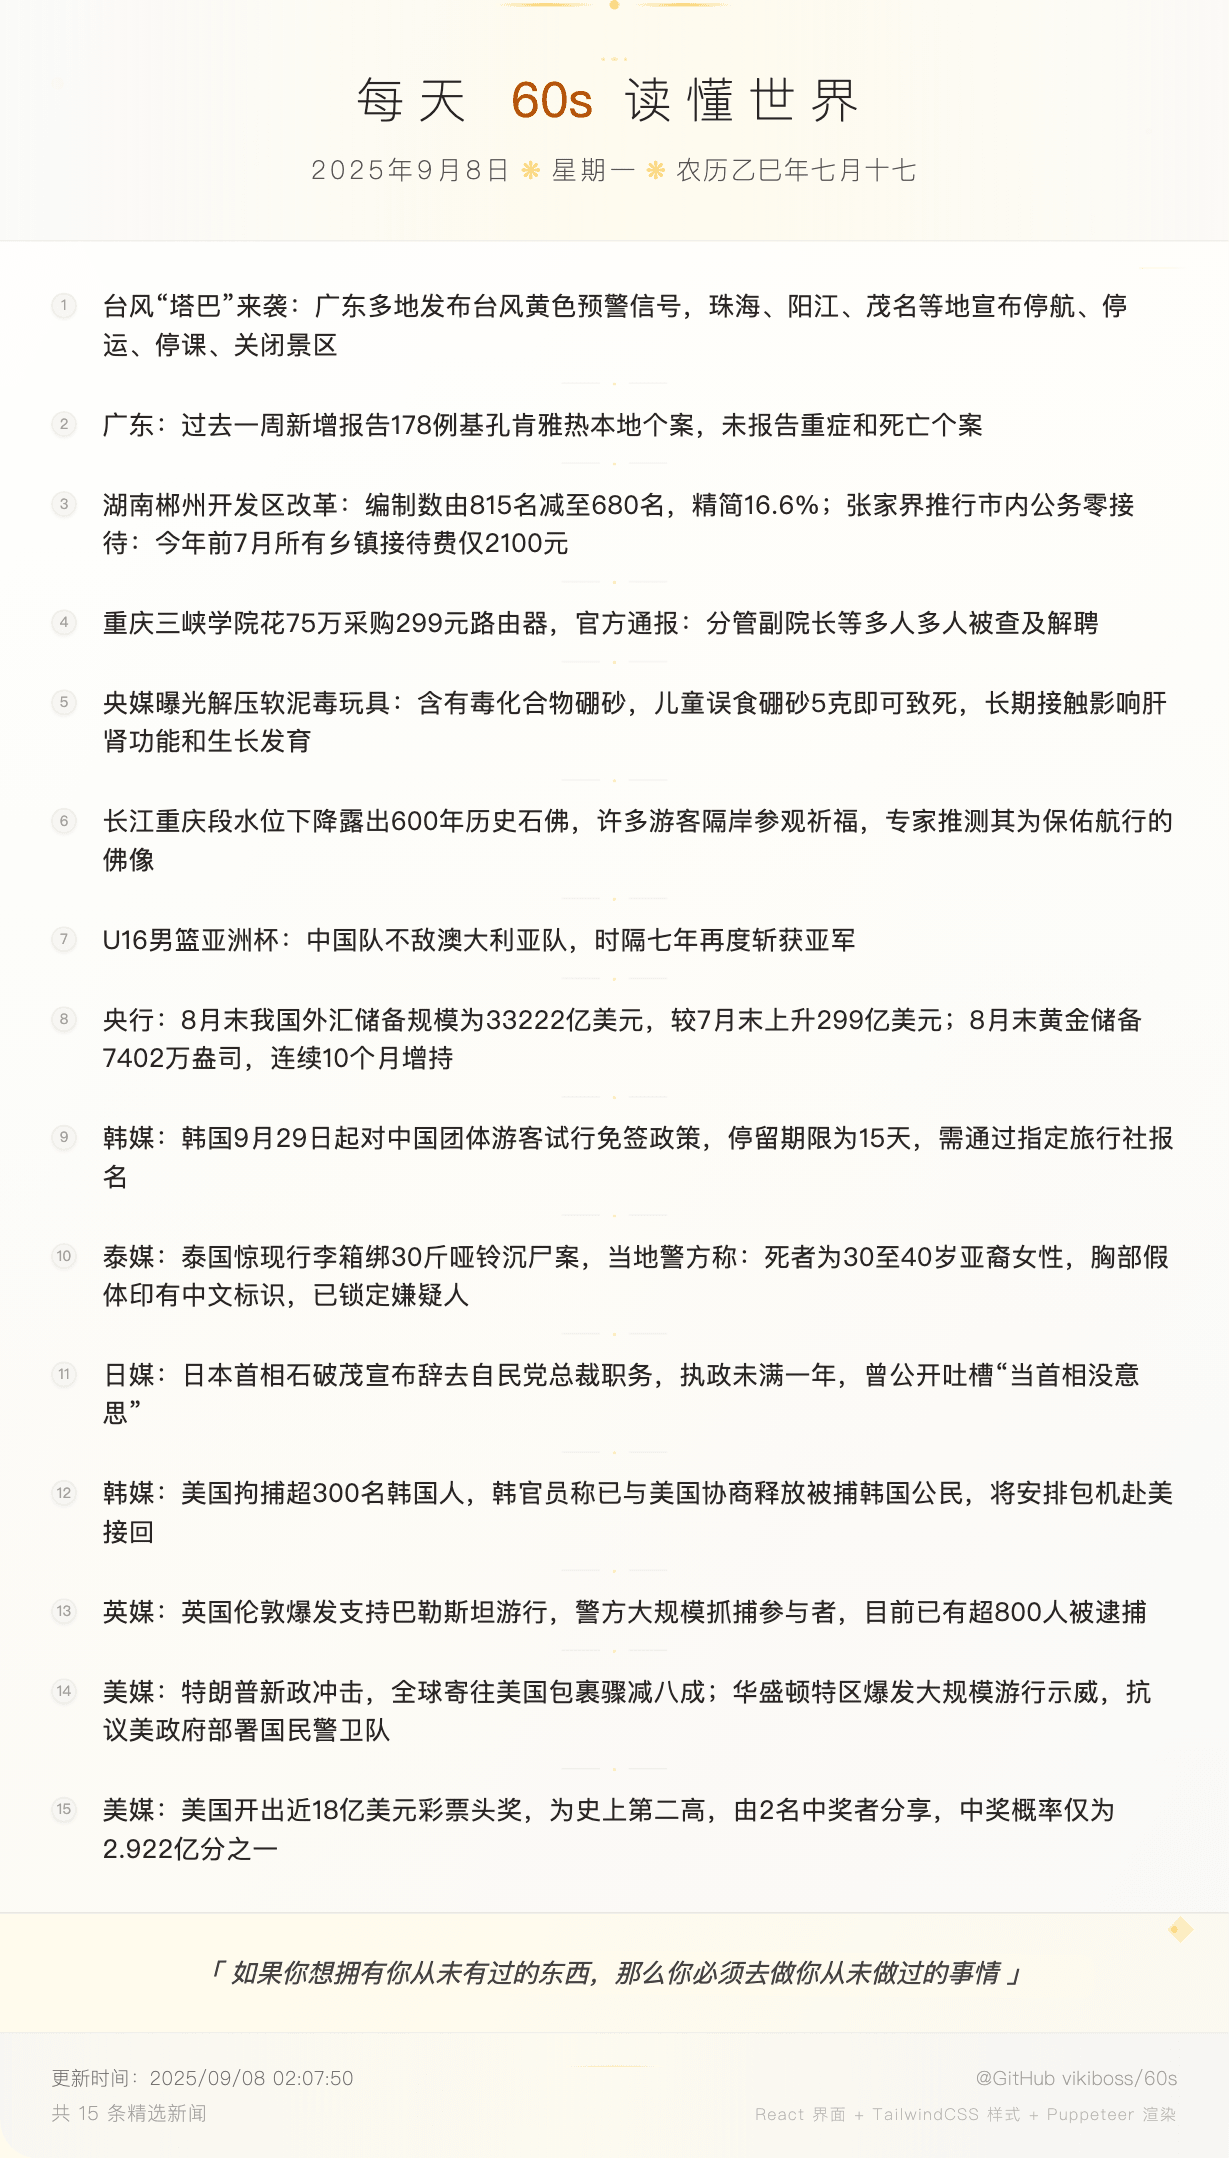 每天 60s 读懂世界
2025年9月8日 ❋ 星期一 ❋ 农历乙巳年七月十七
1 台风“塔巴”来袭：广东多地发布台风黄色预警信号，珠海、阳江、茂名等地宣布停航、停
运、停课、关闭景区
2 广东：过去一周新增报告178例基孔肯雅热本地个案，未报告重症和死亡个案
3 湖南郴州开发区改革：编制数由815名减至680名，精简16.6%；张家界推行市内公务零接
待：今年前7月所有乡镇接待费仅2100元
4 重庆三峡学院花75万采购299元路由器，官方通报：分管副院长等多人多人被查及解聘
5 央媒曝光解压软泥毒玩具：含有毒化合物硼砂，儿童误食硼砂5克即可致死，长期接触影响肝
肾功能和生长发育
6 长江重庆段水位下降露出600年历史石佛，许多游客隔岸参观祈福，专家推测其为保佑航行的
佛像
7 U16男篮亚洲杯：中国队不敌澳大利亚队，时隔七年再度斩获亚军
8 央行：8月末我国外汇储备规模为33222亿美元，较7月末上升299亿美元；8月末黄金储备
7402万盎司，连续10个月增持
9 韩媒：韩国9月29日起对中国团体游客试行免签政策，停留期限为15天，需通过指定旅行社报
名
10 泰媒：泰国惊现行李箱绑30斤哑铃沉尸案，当地警方称：死者为30至40岁亚裔女性，胸部假
体印有中文标识，已锁定嫌疑人
11 日媒：日本首相石破茂宣布辞去自民党总裁职务，执政未满一年，曾公开吐槽“当首相没意
思”
12 韩媒：美国拘捕超300名韩国人，韩官员称已与美国协商释放被捕韩国公民，将安排包机赴美
接回
13 英媒：英国伦敦爆发支持巴勒斯坦游行，警方大规模抓捕参与者，目前已有超800人被逮捕
14 美媒：特朗普新政冲击，全球寄往美国包裹骤减八成；华盛顿特区爆发大规模游行示威，抗
议美政府部署国民警卫队
15 美媒：美国开出近18亿美元彩票头奖，为史上第二高，由2名中奖者分享，中奖概率仅为
2.922亿分之一
「 如果你想拥有你从未有过的东西，那么你必须去做你从未做过的事情 」
更新时间：2025/09/08 02:07:50
@GitHub vikiboss/60s
共 15 条精选新闻
React 界面 + TailwindCSS 样式 + Puppeteer 渲染